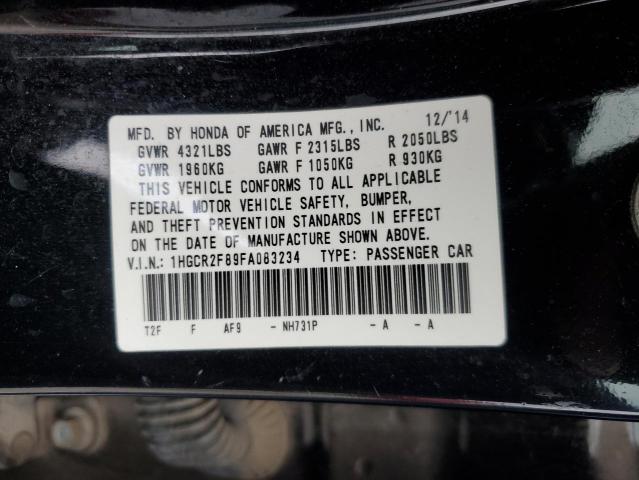 MFD. BY HONDA OF AMERICA MFG., INC. 12/'14
GVWR 4321LBS GAWR F 2315LBS R 2050LBS
GVWR 1960KG GAWR F 1050KG R 930KG
THIS VEHICLE CONFORMS TO ALL APPLICABLE
FEDERAL MOTOR VEHICLE SAFETY, BUMPER,
AND THEFT PREVENTION STANDARDS IN EFFECT
ON THE DATE OF MANUFACTURE SHOWN ABOVE.
V.I.N.: 1HGCR2F89FA083234 TYPE: PASSENGER CAR
T2F F AF9 - NH731P - A - A